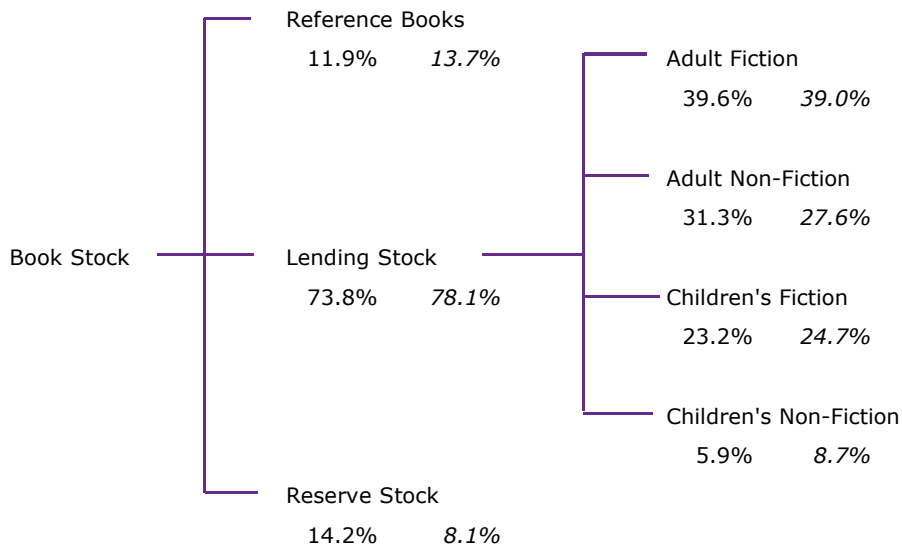 Reference Books
11.9% 13.7%
Adult Fiction
39.6% 39.0%
Adult Non-Fiction
31.3% 27.6%
Book Stock
Lending Stock
73.8% 78.1%
Children's Fiction
23.2% 24.7%
Children's Non-Fiction
5.9% 8.7%
Reserve Stock
14.2% 8.1%